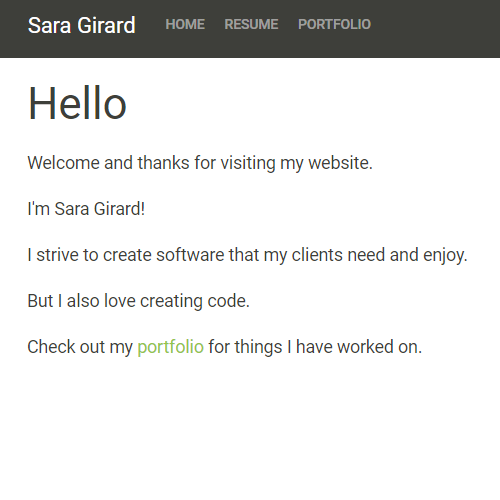 Sara Girard HOME RESUME PORTFOLIO
Hello
Welcome and thanks for visiting my website.
I'm Sara Girard!
I strive to create software that my clients need and enjoy.
But I also love creating code.
Check out my portfolio for things I have worked on.